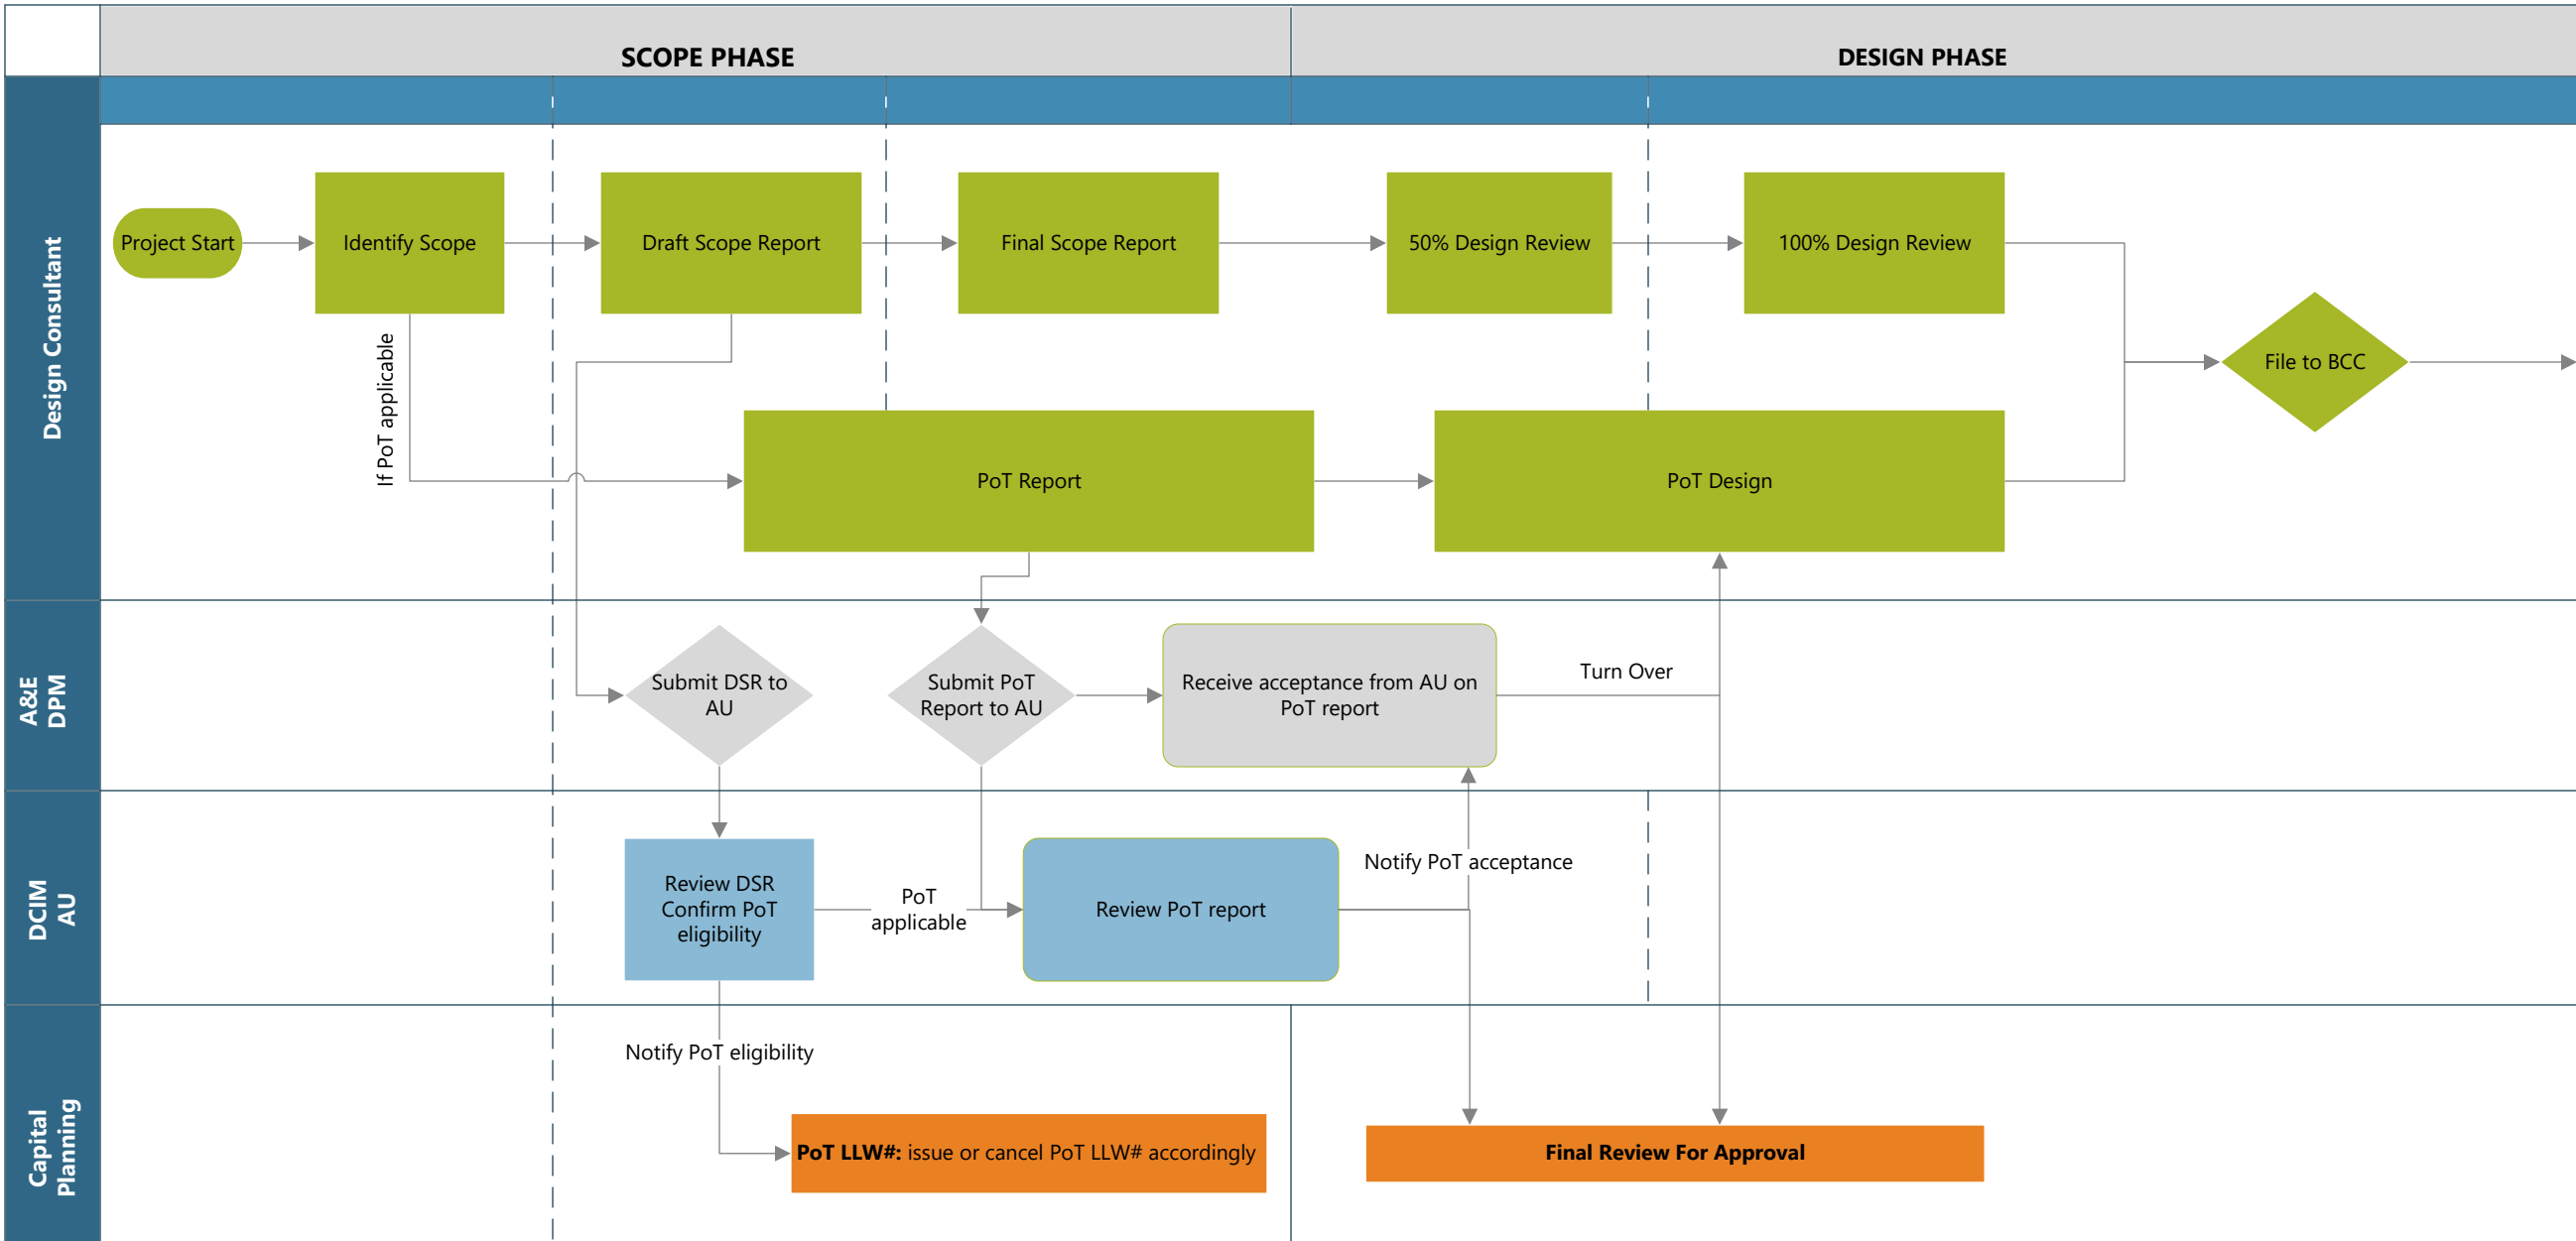 SCOPE PHASE
DESIGN PHASE
Design Consultant
Project Start
Identify Scope
Draft Scope Report
Final Scope Report
50% Design Review
100% Design Review
If PoT applicable
File to BCC
PoT Report
PoT Design
A&E
DPM
Submit DSR to
AU
Submit PoT
Report to AU
Receive acceptance from AU on
PoT report
Turn Over
DCIM
AU
Review DSR
Confirm PoT
eligibility
PoT
applicable
Review PoT report
Notify PoT acceptance
Capital
Planning
Notify PoT eligibility
PoT LLW#: issue or cancel PoT LLW# accordingly
Final Review For Approval